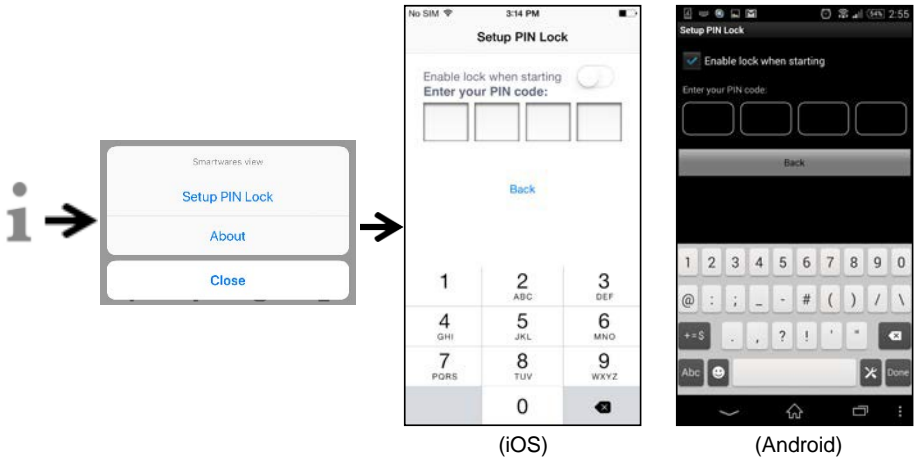 i
Smartwares view
Setup PIN Lock
About
Close
No SIM 3:14 PM
Setup PIN Lock
Enable lock when starting
Enter your PIN code:
Back
1 2 3
ABC DEF
4 5 6
GHI JKL MNO
7 8 9
PQRS TUV WXYZ
0
(iOS)
54% 2:55
Setup PIN Lock
Enable lock when starting
Enter your PIN code:
Back
1 2 3 4 5 6 7 8 9 0
@ : ; _ - # ( ) / \
+=$ . , ? ! ' "
Abc Done
(Android)